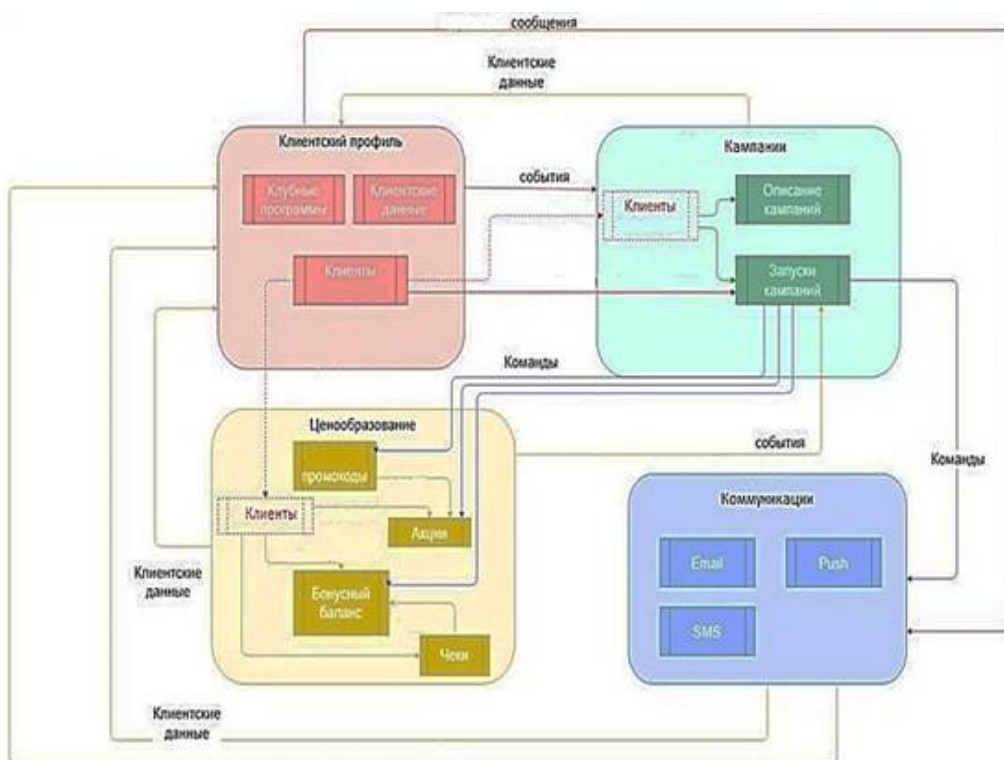 сообщения
Клиентские
данные
Клиентский профиль
Кампании
Клубные
программы
Клиентские
данные
события
Клиенты
Описание
кампаний
Клиенты
Запуски
кампаний
Команды
Ценообразование
промокоды
события
Команды
Клиенты
Акции
Коммуникации
Email
Push
Клиентские
данные
Бонусный
баланс
SMS
Чеки
Клиентские
данные